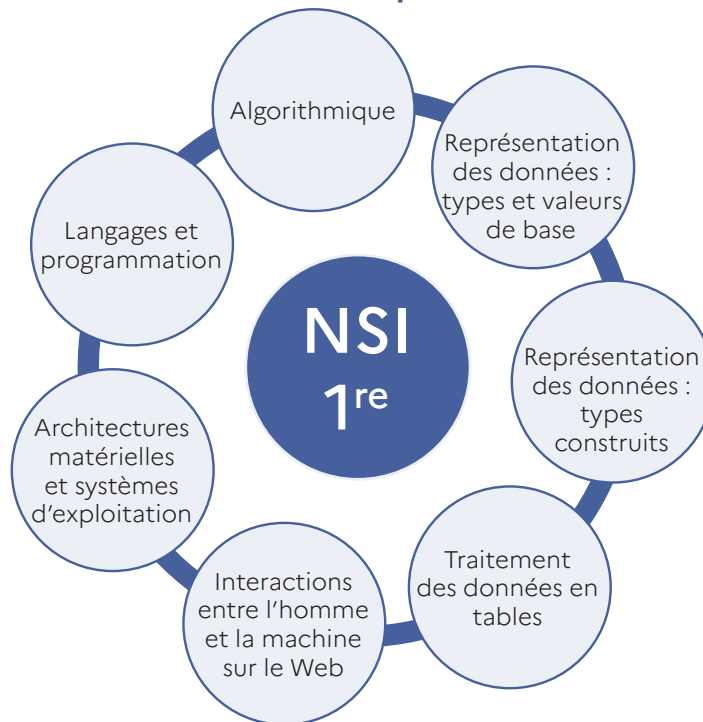 Algorithmique
Représentation
des données :
types et valeurs
de base
Représentation
des données :
types
construits
Traitement
des données en
tables
Interactions
entre l'homme
et la machine
sur le Web
Architectures
matérielles
et systèmes
d'exploitation
Langages et
programmation
NSI
1re